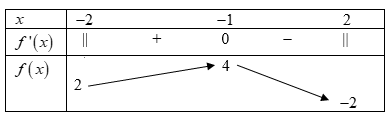 x −2 −1 2
f'(x) || + 0 − ||
f(x) 2 4 −2